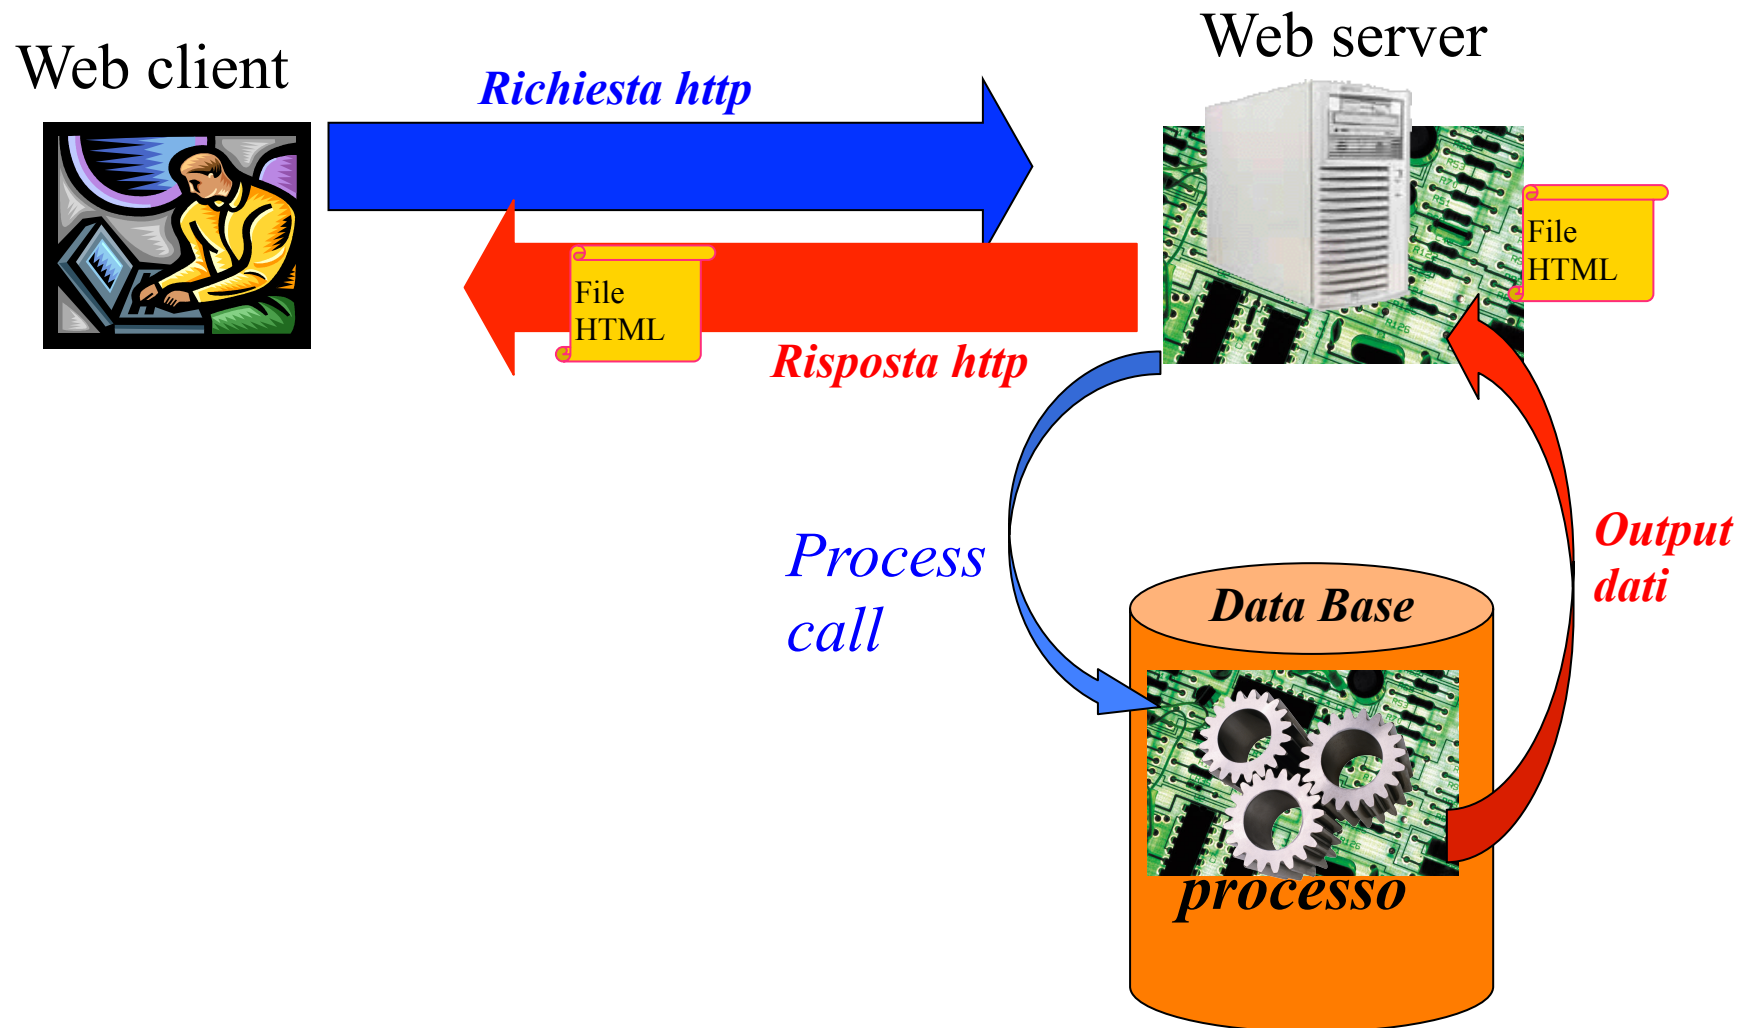 Web client
Web server
Richiesta http
File
HTML
File
HTML
Risposta http
Process
call
Output
dati
Data Base
processo